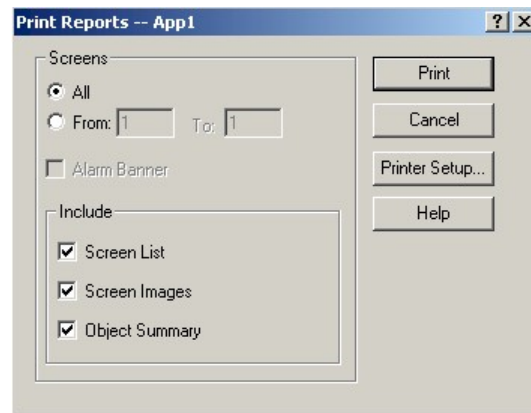 Print Reports -- App1
Screens
All
From: 1 To: 1
Alarm Banner
Include
Screen List
Screen Images
Object Summary
Print
Cancel
Printer Setup...
Help